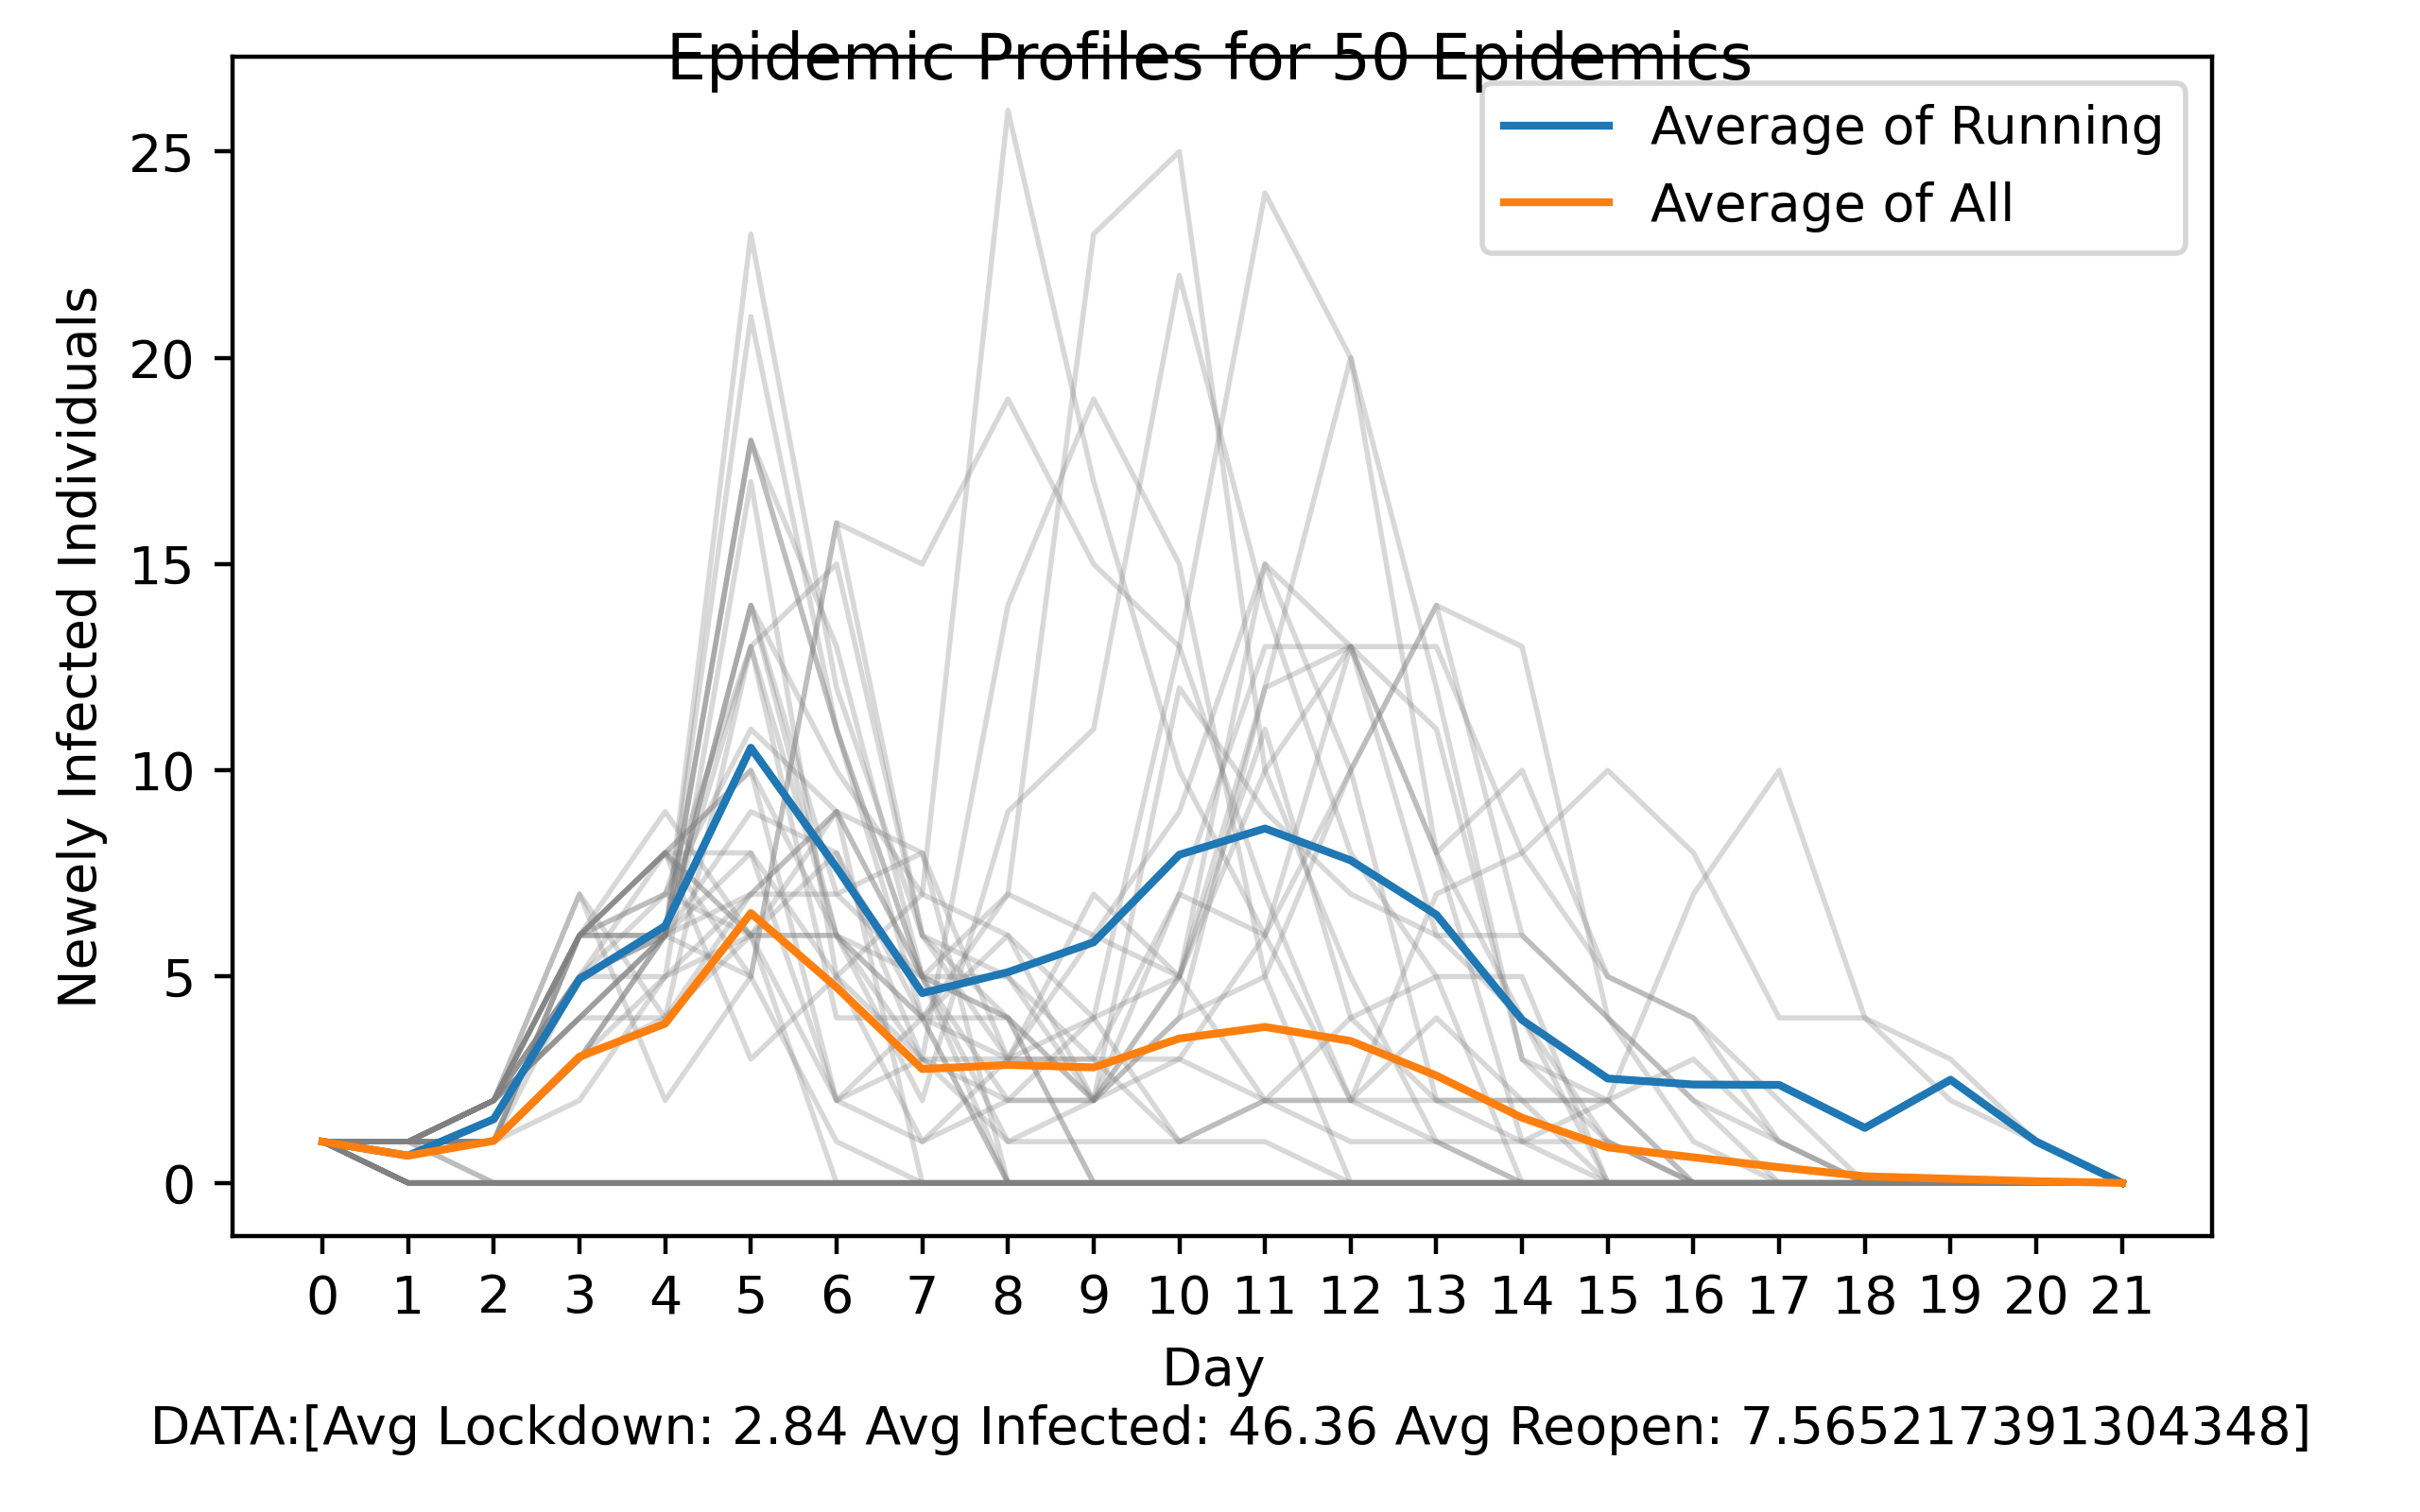 Epidemic Profiles for 50 Epidemics
Average of Running
Average of All
Newely Infected Individuals
25
20
15
10
5
0
0 1 2 3 4 5 6 7 8 9 10 11 12 13 14 15 16 17 18 19 20 21
Day
DATA:[Avg Lockdown: 2.84 Avg Infected: 46.36 Avg Reopen: 7.565217391304348]